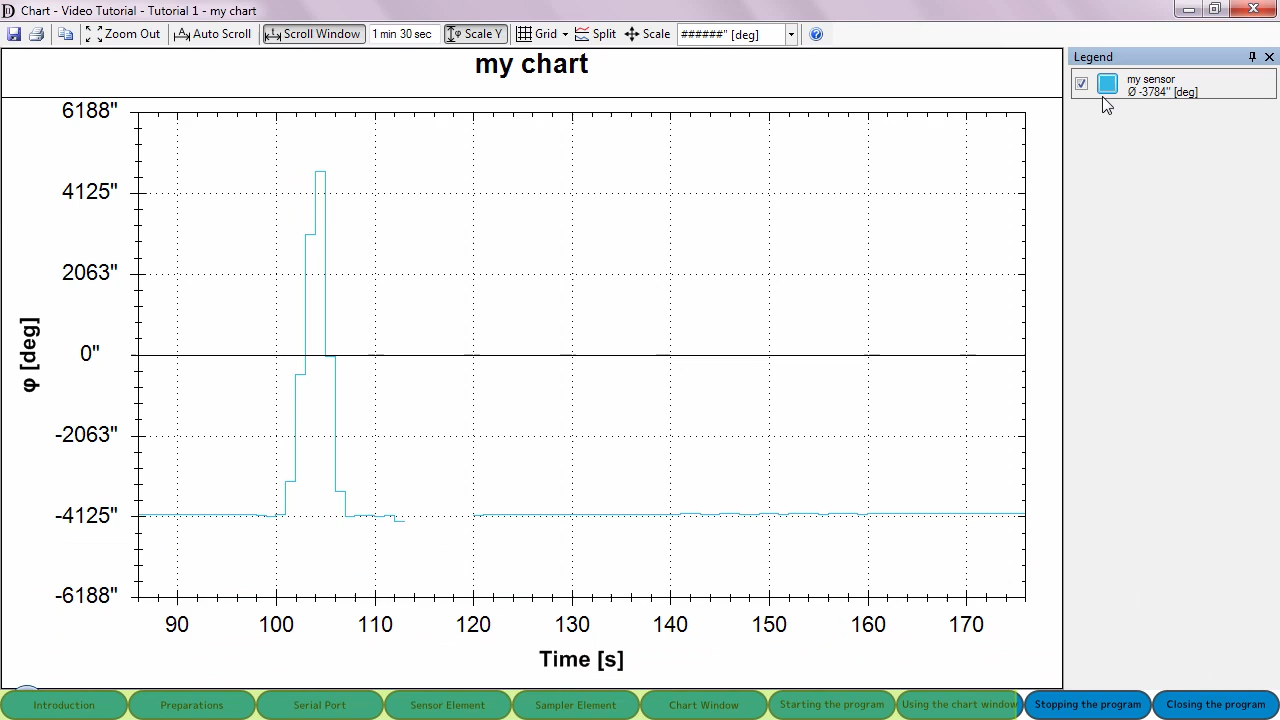 Chart - Video Tutorial - Tutorial 1 - my chart
Zoom Out Auto Scroll Scroll Window 1 min 30 sec Scale Y Grid Split Scale ######" [deg]
Legend
my sensor
Ø -3784" [deg]
my chart
6188"
4125"
2063"
0"
-2063"
-4125"
-6188"
φ [deg]
90 100 110 120 130 140 150 160 170
Time [s]
Introduction Preparations Serial Port Sensor Element Sampler Element Chart Window Starting the program Using the chart window Stopping the program Closing the program